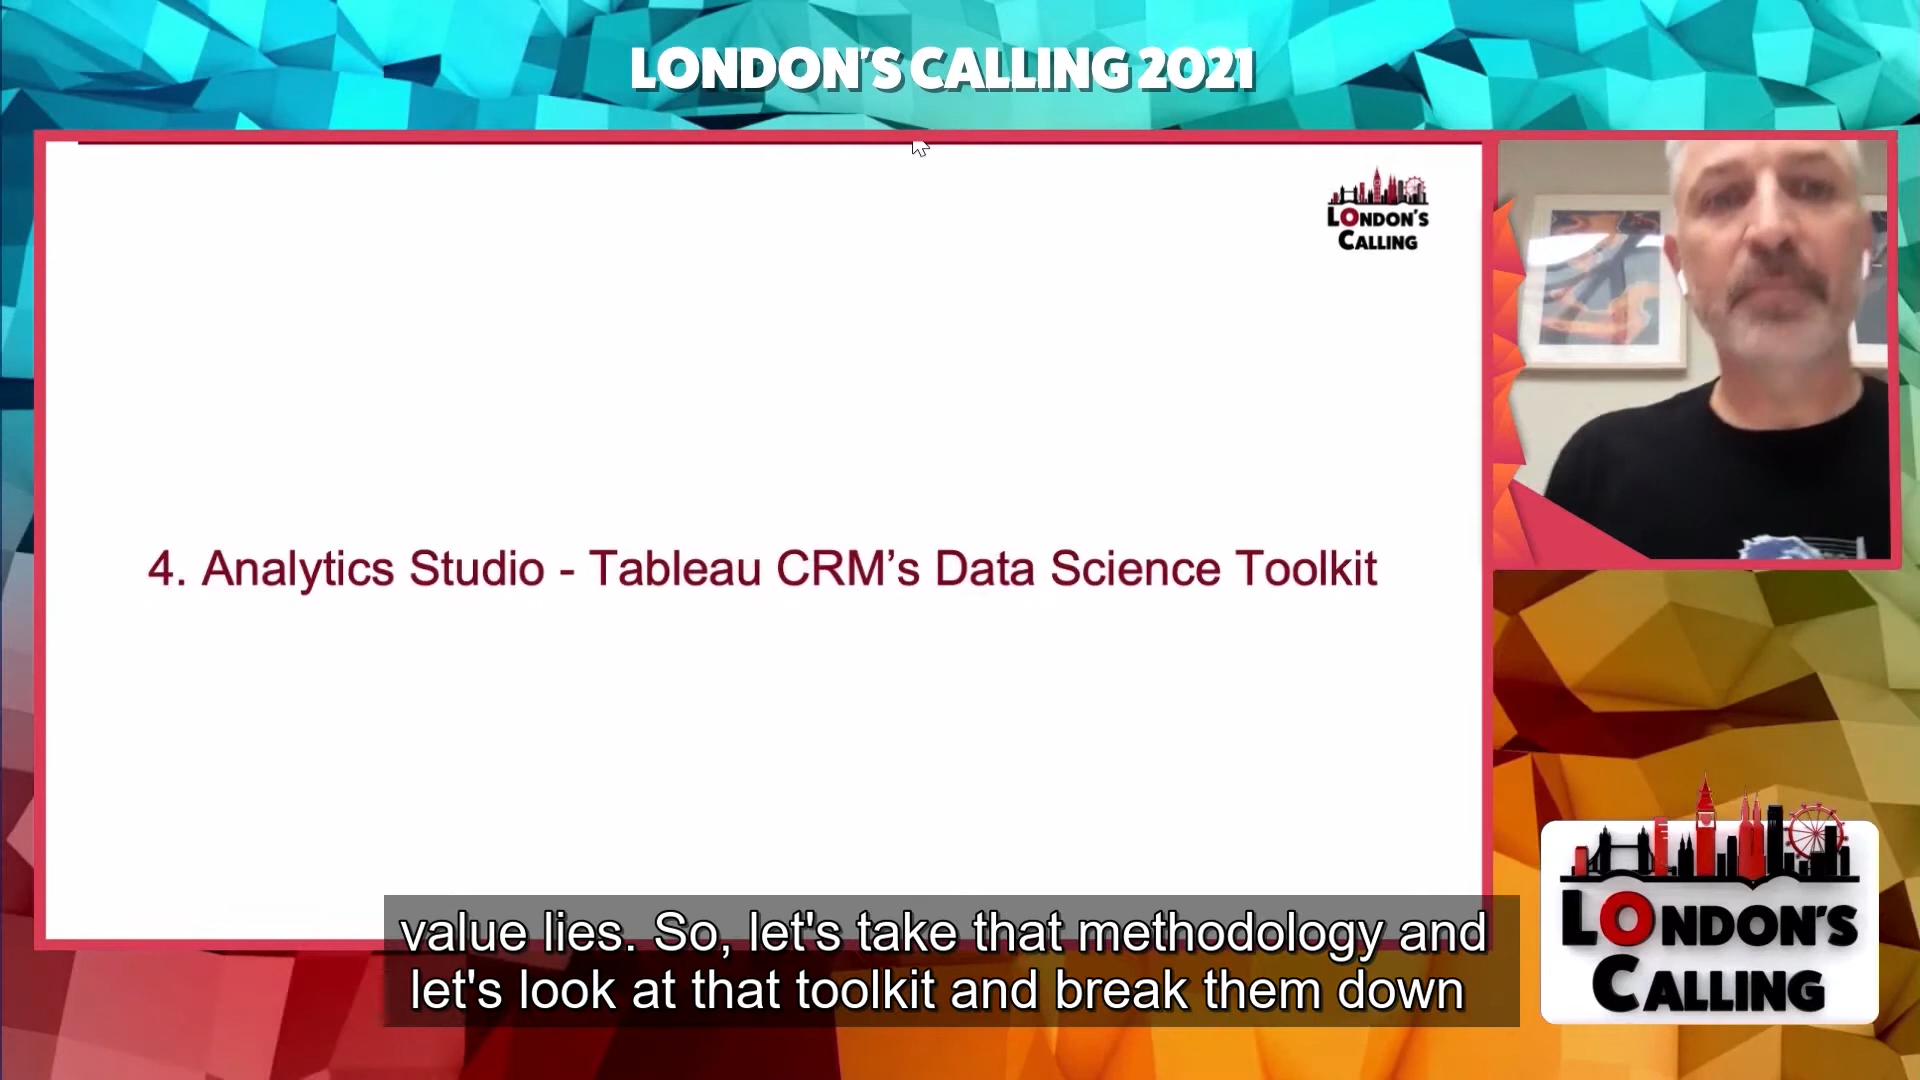 LONDON'S CALLING 2021
LONDON'S
CALLING
4. Analytics Studio - Tableau CRM’s Data Science Toolkit
value lies. So, let's take that methodology and
let's look at that toolkit and break them down
LONDON'S
CALLING